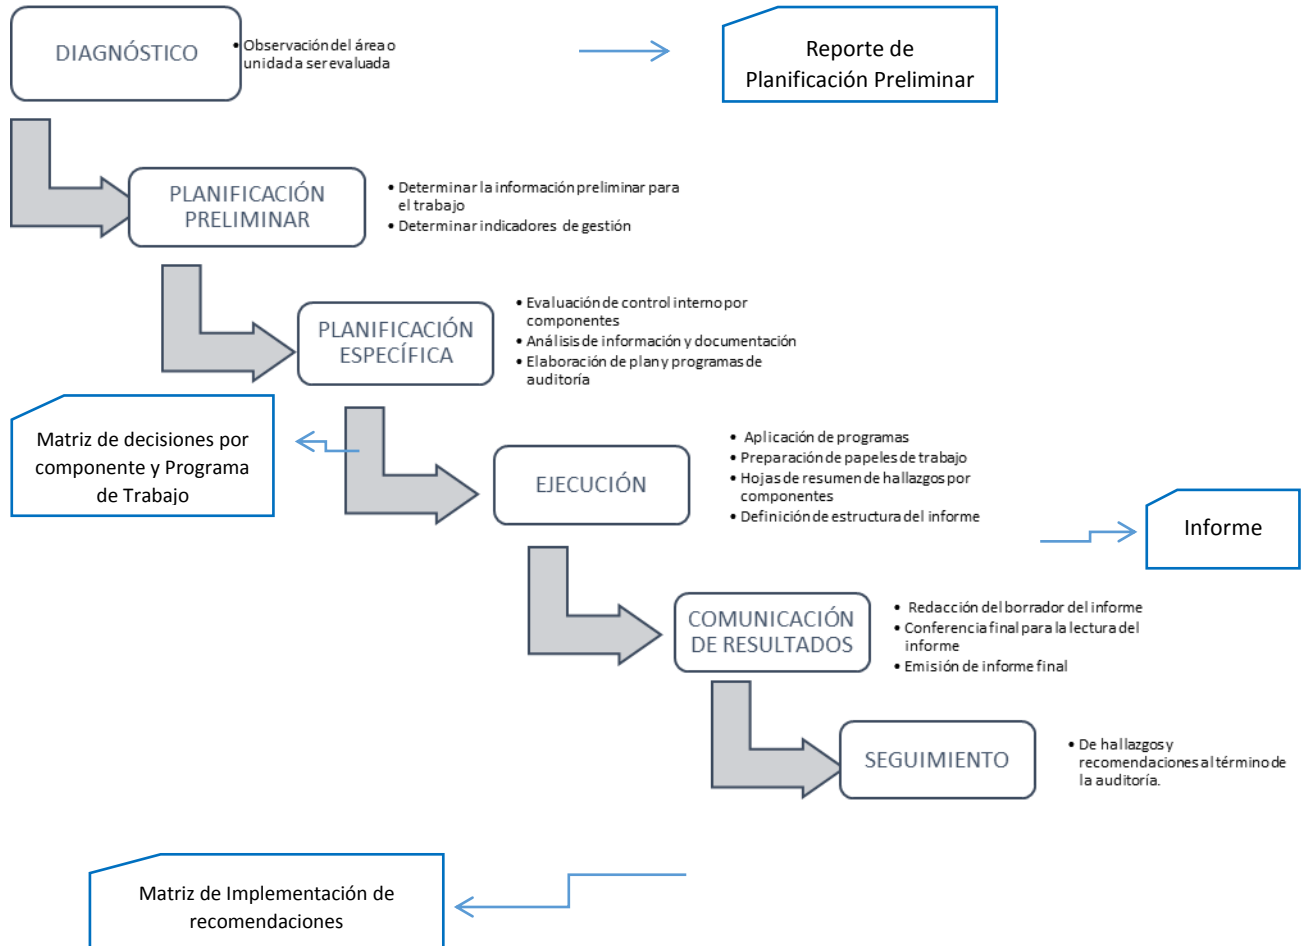 DIAGNÓSTICO
• Observación del área o
unidad a ser evaluada
Reporte de
Planificación Preliminar
PLANIFICACIÓN
PRELIMINAR
• Determinar la información preliminar para
el trabajo
• Determinar indicadores de gestión
PLANIFICACIÓN
ESPECÍFICA
• Evaluación de control interno por
componentes
• Análisis de información y documentación
• Elaboración de plan y programas de
auditoría
Matriz de decisiones por
componente y Programa
de Trabajo
EJECUCIÓN
• Aplicación de programas
• Preparación de papeles de trabajo
• Hojas de resumen de hallazgos por
componentes
• Definición de estructura del informe
Informe
COMUNICACIÓN
DE RESULTADOS
• Redacción del borrador del informe
• Conferencia final para la lectura del
informe
• Emisión de informe final
SEGUIMIENTO
• De hallazgos y
recomendaciones al término de
la auditoría.
Matriz de Implementación de
recomendaciones